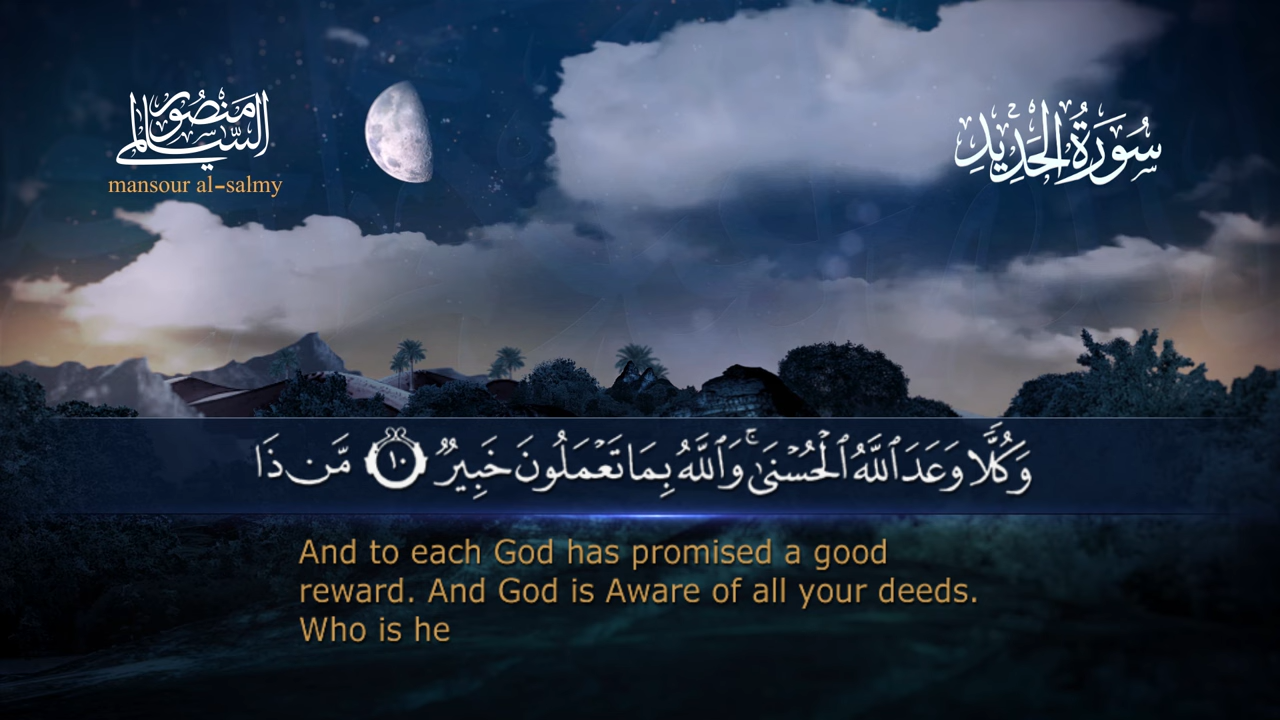 منصور السالمي
mansour al-salmy
سُورَةُ الحَدِيدِ
وَكُلًّا وَعَدَ ٱللَّهُ ٱلْحُسْنَىٰ ۚ وَٱللَّهُ بِمَا تَعْمَلُونَ خَبِيرٌ ١٠ مَّن ذَا
And to each God has promised a good
reward. And God is Aware of all your deeds.
Who is he